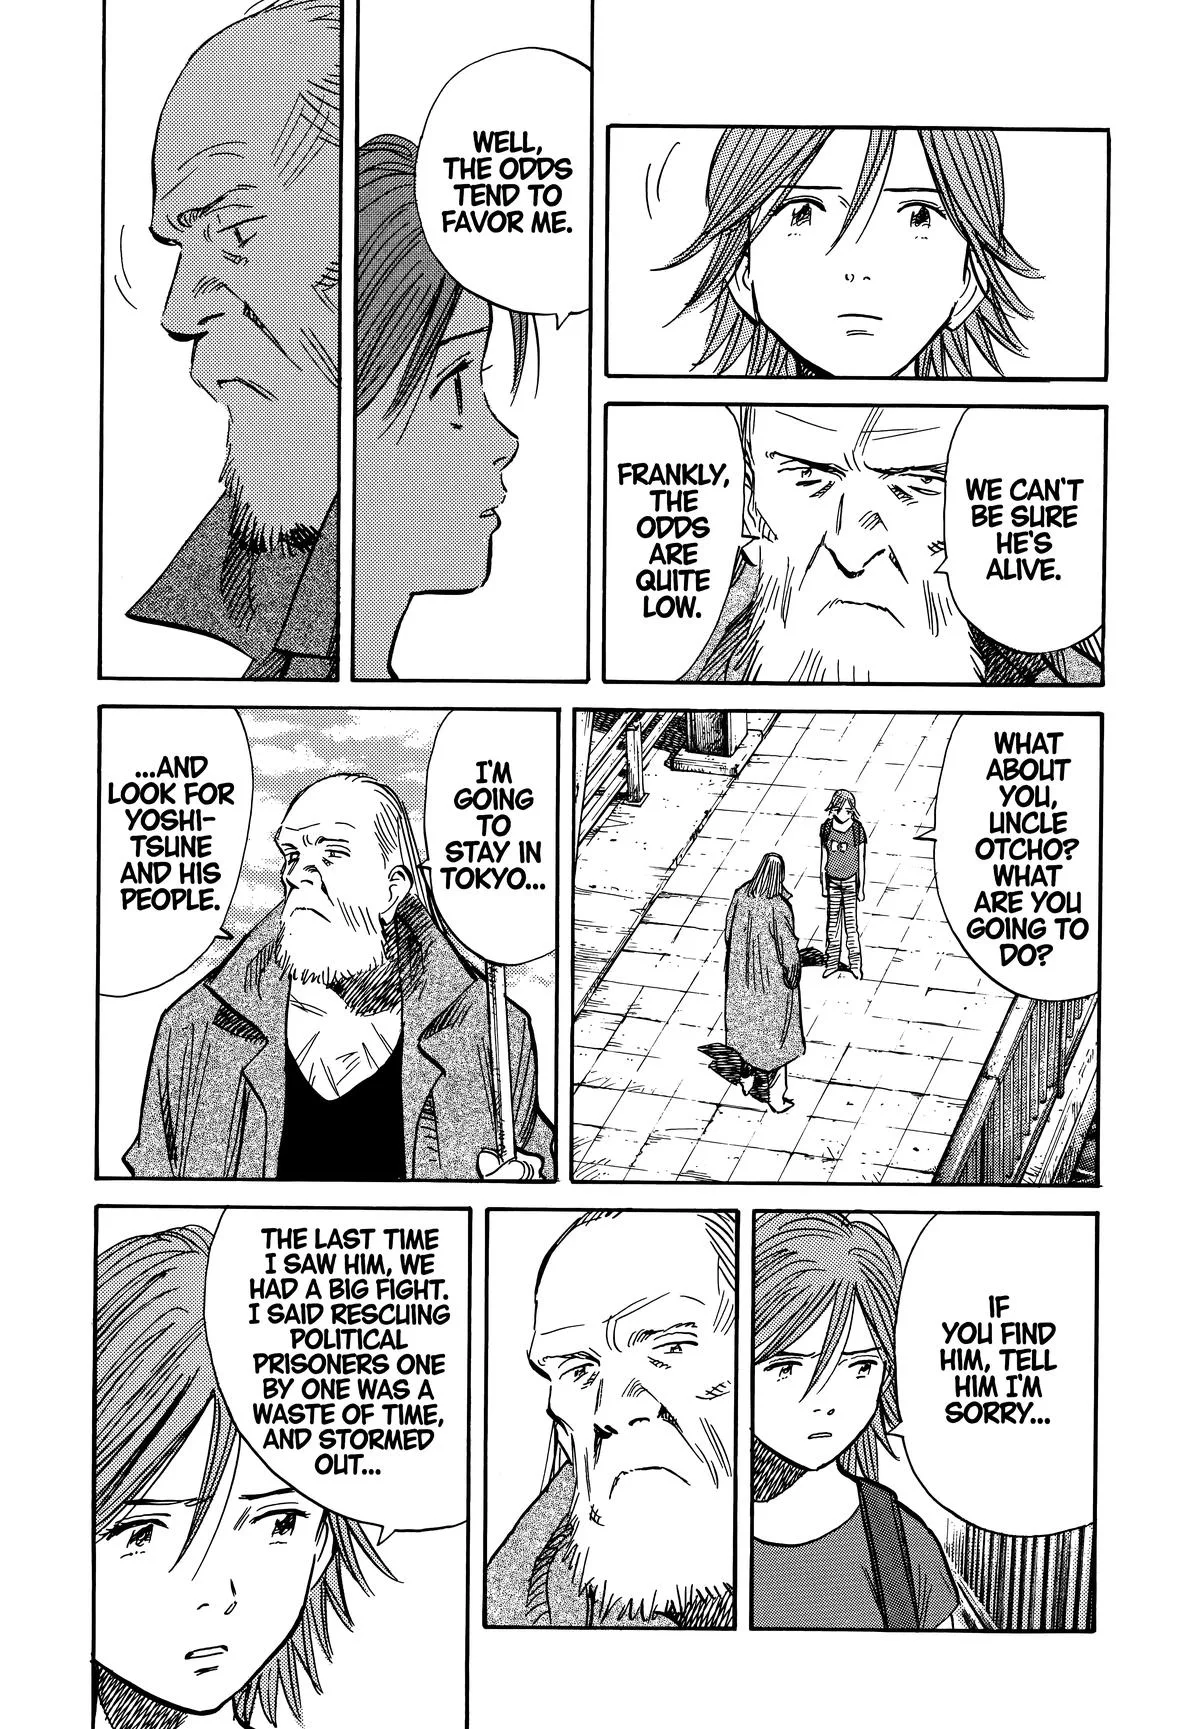 WE CAN'T
BE SURE
HE'S
ALIVE.
FRANKLY,
THE
ODDS
ARE
QUITE
LOW.
WELL,
THE ODDS
TEND TO
FAVOR ME.
WHAT
ABOUT
YOU,
UNCLE
OTCHO?
WHAT
ARE YOU
GOING TO
DO?
I'M
GOING
TO
STAY IN
TOKYO...
...AND
LOOK FOR
YOSHI-
TSUNE
AND HIS
PEOPLE.
IF
YOU FIND
HIM, TELL
HIM I'M
SORRY...
THE LAST TIME
I SAW HIM, WE
HAD A BIG FIGHT.
I SAID RESCUING
POLITICAL
PRISONERS ONE
BY ONE WAS A
WASTE OF TIME,
AND STORMED
OUT...